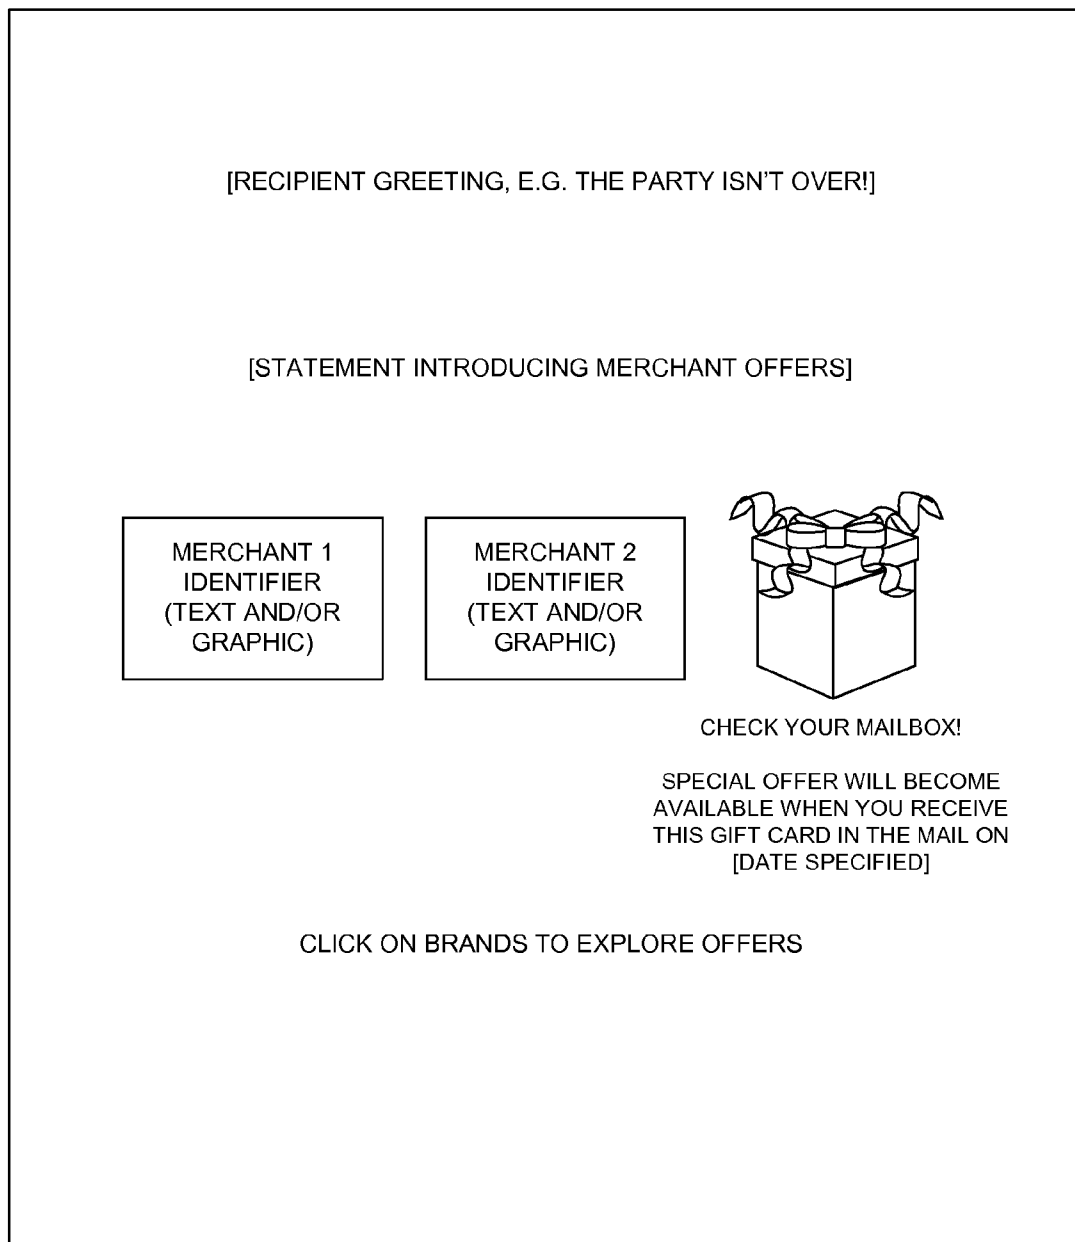 [RECIPIENT GREETING, E.G. THE PARTY ISN'T OVER!]
[STATEMENT INTRODUCING MERCHANT OFFERS]
MERCHANT 1
IDENTIFIER
(TEXT AND/OR
GRAPHIC)
MERCHANT 2
IDENTIFIER
(TEXT AND/OR
GRAPHIC)
CHECK YOUR MAILBOX!
SPECIAL OFFER WILL BECOME
AVAILABLE WHEN YOU RECEIVE
THIS GIFT CARD IN THE MAIL ON
[DATE SPECIFIED]
CLICK ON BRANDS TO EXPLORE OFFERS